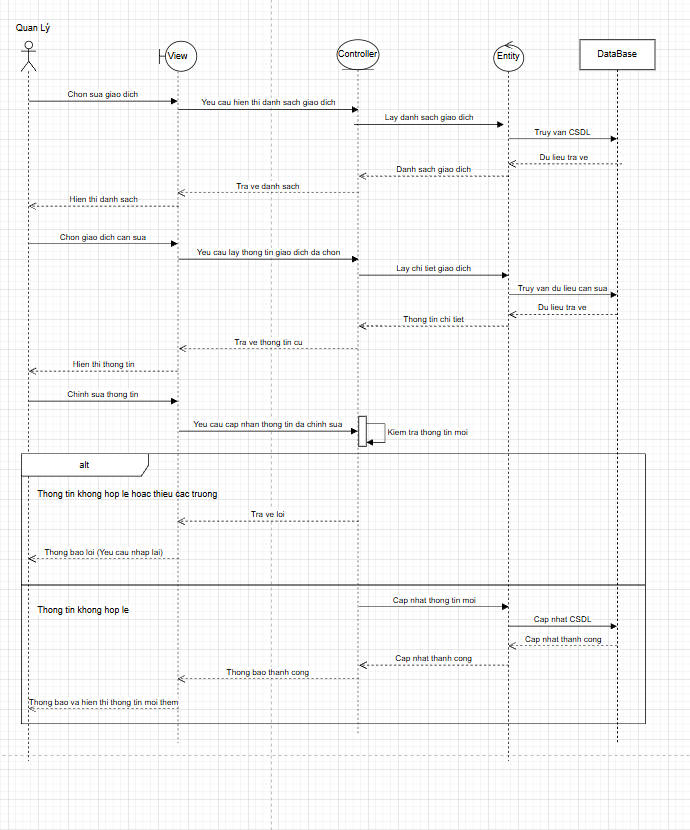 Quan Lý
View
Controller
Entity
DataBase
Chon sua giao dich
Yeu cau hien thi danh sach giao dich
Lay danh sach giao dich
Truy van CSDL
Du lieu tra ve
Danh sach giao dich
Tra ve danh sach
Hien thi danh sach
Chon giao dich can sua
Yeu cau lay thong tin giao dich da chon
Lay chi tiet giao dich
Truy van du lieu can sua
Du lieu tra ve
Thong tin chi tiet
Tra ve thong tin cu
Hien thi thong tin
Chinh sua thong tin
Yeu cau cap nhan thong tin da chinh sua
Kiem tra thong tin moi
alt
Thong tin khong hop le hoac thieu cac truong
Tra ve loi
Thong bao loi (Yeu cau nhap lai)
Thong tin khong hop le
Cap nhat thong tin moi
Cap nhat CSDL
Cap nhat thanh cong
Cap nhat thanh cong
Thong bao thanh cong
Thong bao va hien thi thong tin moi them